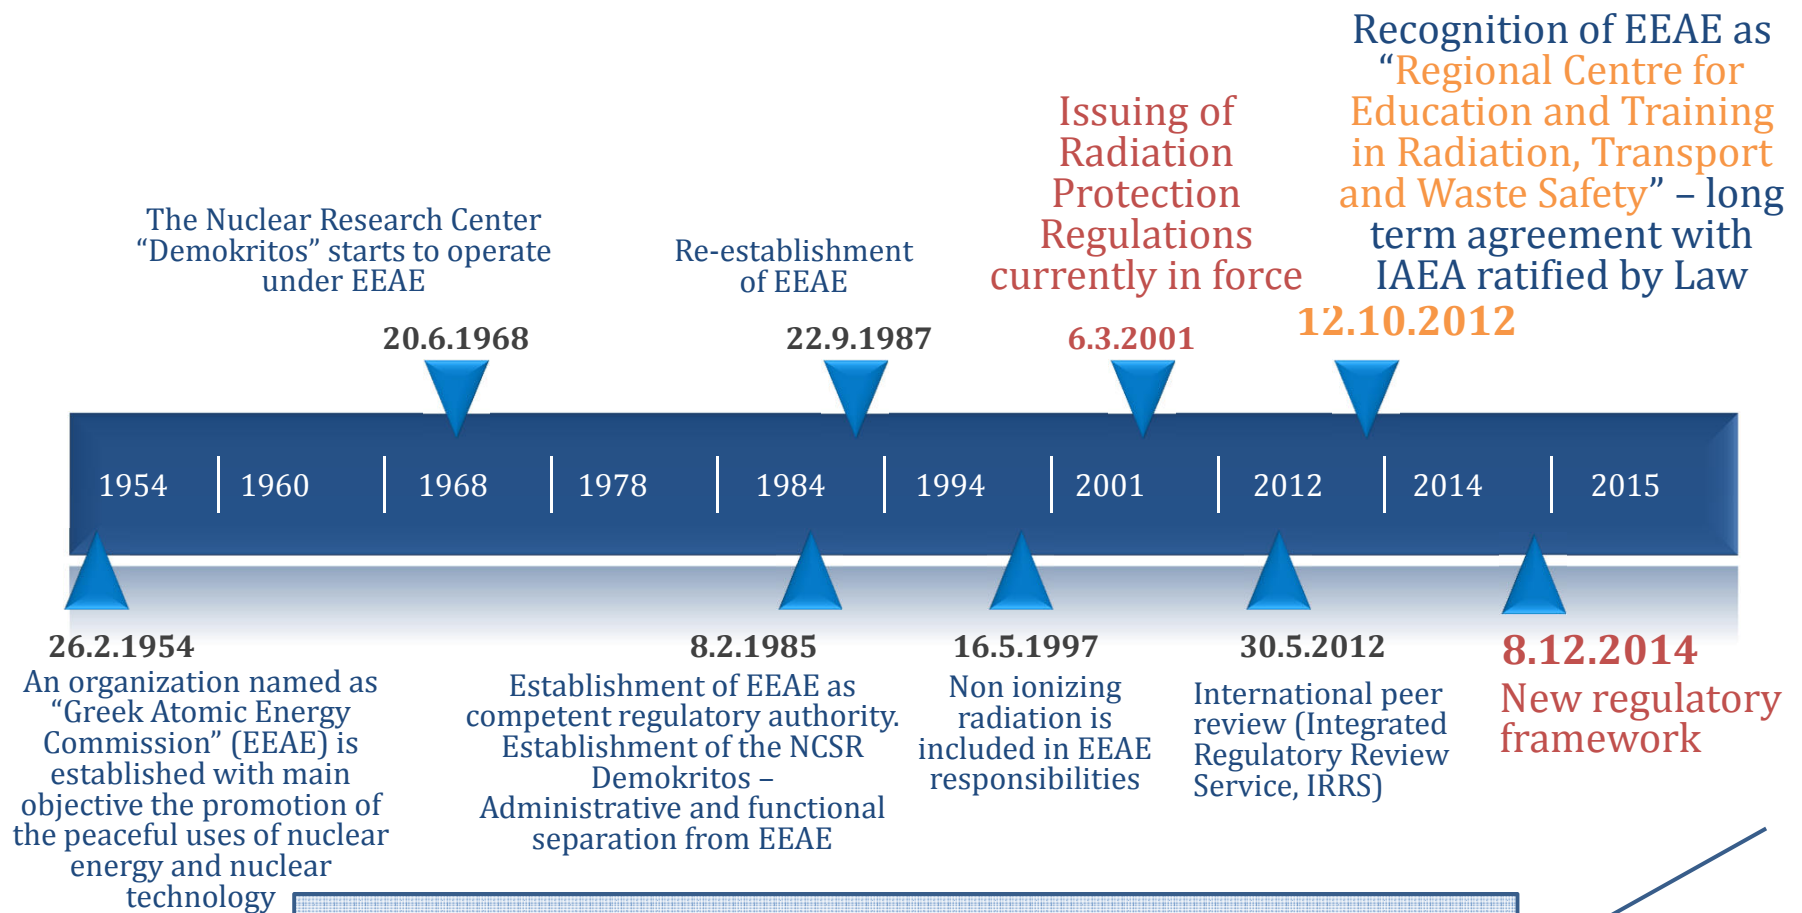 Recognition of EEAE as
“Regional Centre for
Education and Training
in Radiation, Transport
and Waste Safety” – long
term agreement with
IAEA ratified by Law
12.10.2012
Issuing of
Radiation
Protection
Regulations
currently in force
6.3.2001
The Nuclear Research Center
“Demokritos” starts to operate
under EEAE
20.6.1968
Re-establishment
of EEAE
22.9.1987
1954 1960 1968 1978 1984 1994 2001 2012 2014 2015
26.2.1954
An organization named as
“Greek Atomic Energy
Commission” (EEAE) is
established with main
objective the promotion of
the peaceful uses of nuclear
energy and nuclear
technology
8.2.1985
Establishment of EEAE as
competent regulatory authority.
Establishment of the NCSR
Demokritos –
Administrative and functional
separation from EEAE
16.5.1997
Non ionizing
radiation is
included in EEAE
responsibilities
30.5.2012
International peer
review (Integrated
Regulatory Review
Service, IRRS)
8.12.2014
New regulatory
framework